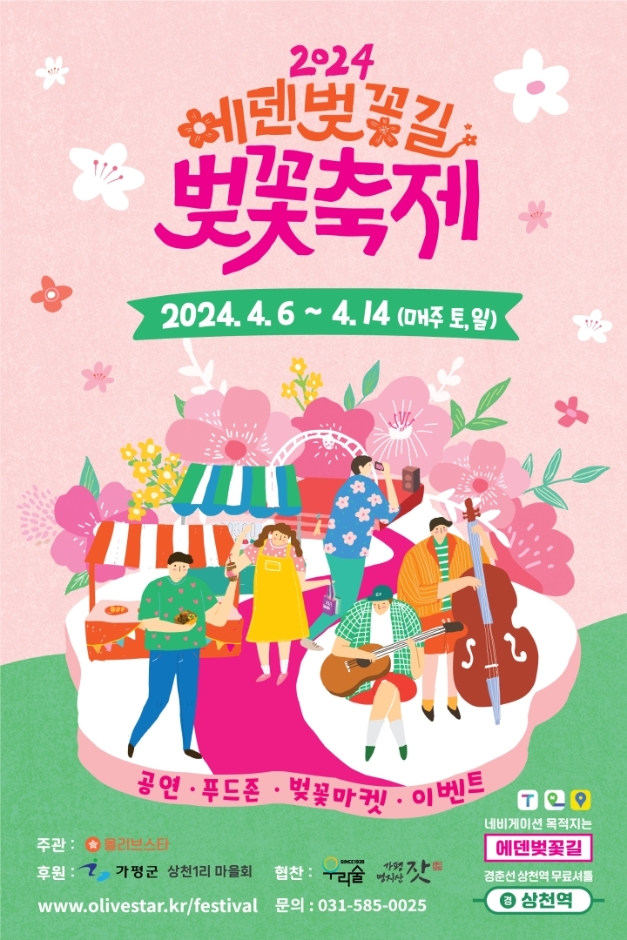 2024
에덴벚꽃길
벚꽃축제
2024. 4. 6 ~ 4. 14 (매주 토, 일)
공연 · 푸드존 · 벚꽃마켓 · 이벤트
주관 : 올리브스타
후원 : 가평군 상천1리 마을회 협찬 : 우리술 가평 명지산 잣
www.olivestar.kr/festival 문의 : 031-585-0025
T
네비게이션 목적지는
에덴벚꽃길
경춘선 상천역 무료셔틀
경 상천역